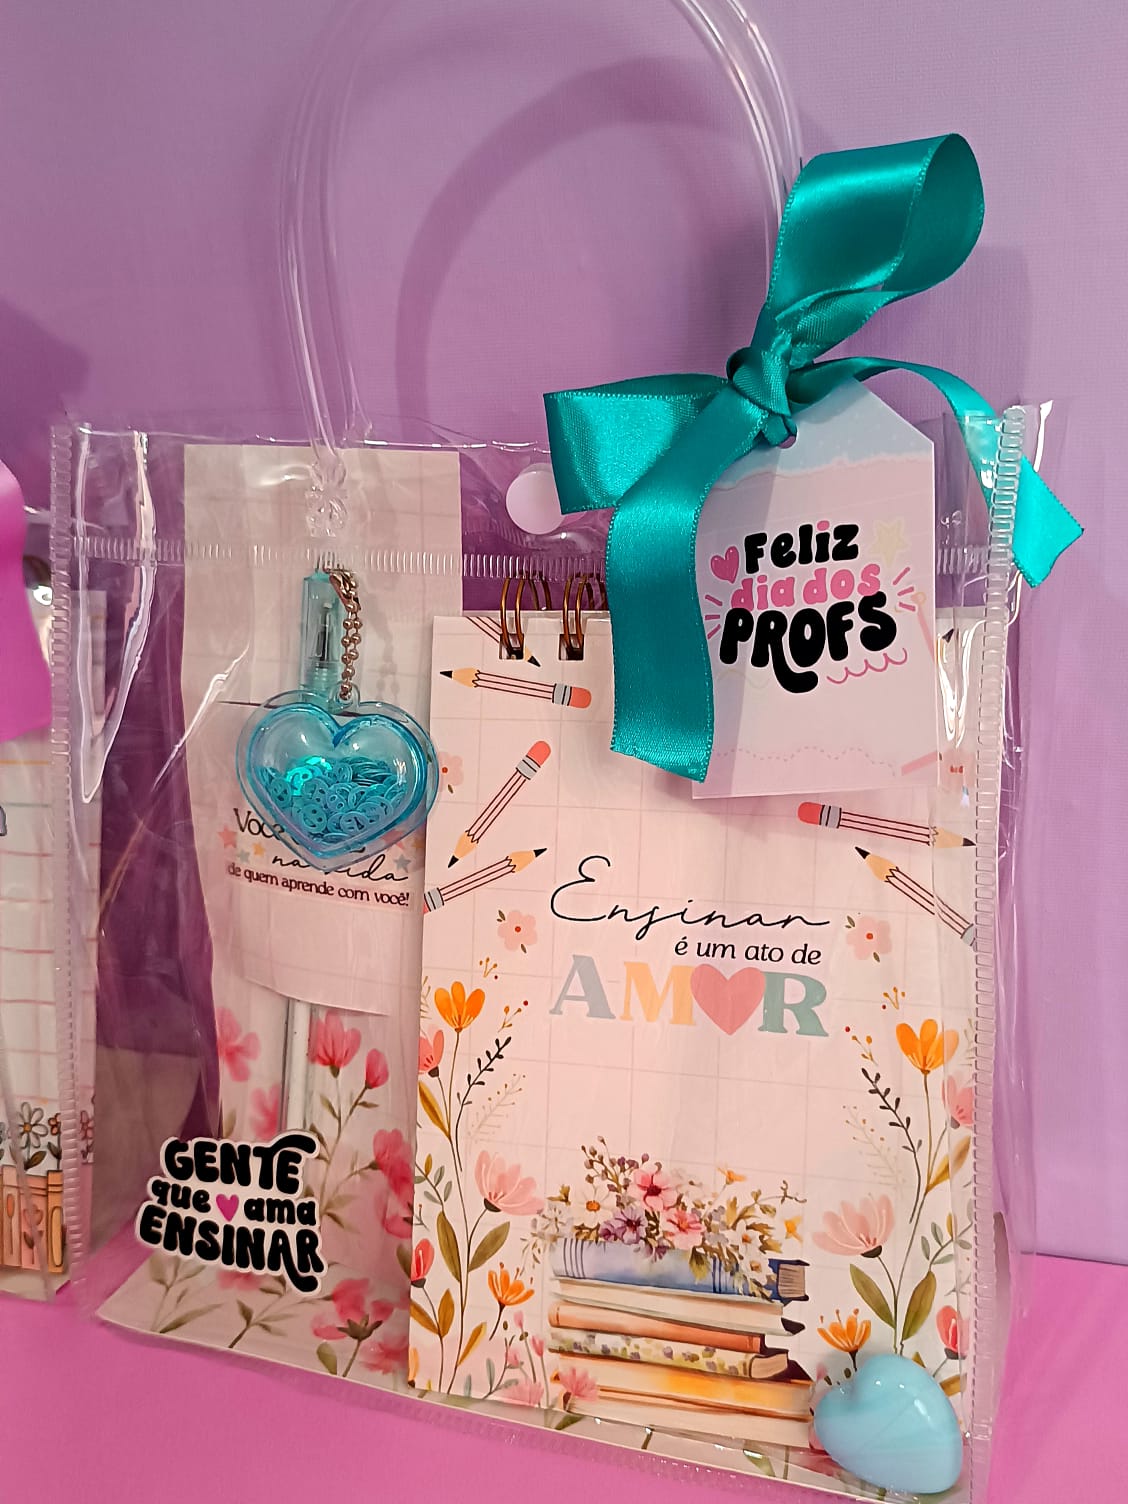 Feliz
dia dos
PROFS
Você
na vida
de quem aprende com você!
Ensinar
é um ato de
AMOR
GENTE
que ama
ENSINAR